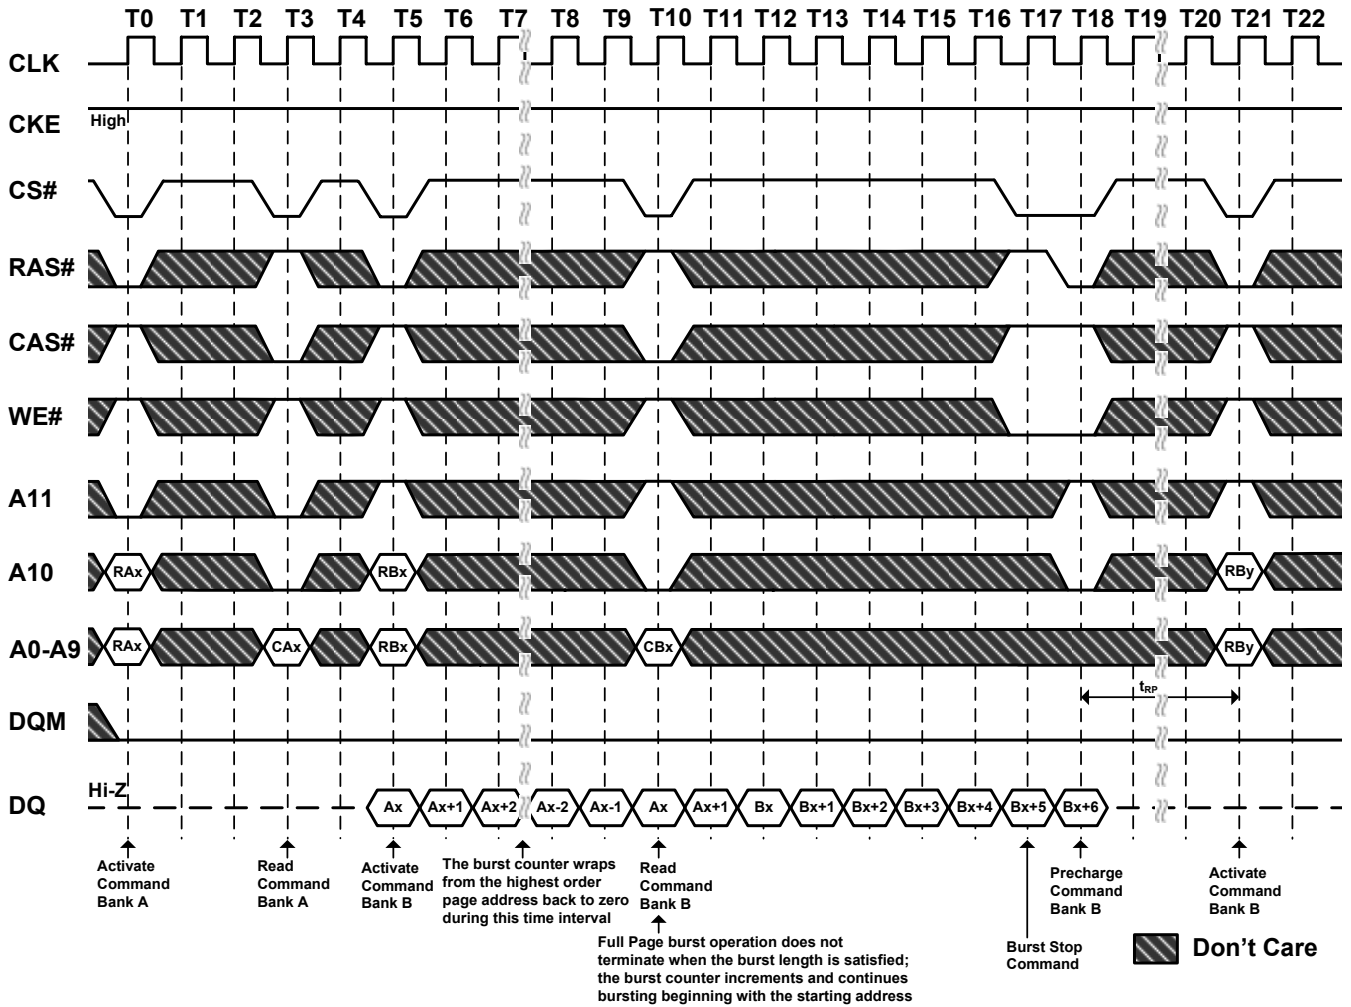 T0 T1 T2 T3 T4 T5 T6 T7 T8 T9 T10 T11 T12 T13 T14 T15 T16 T17 T18 T19 T20 T21 T22
CLK
CKE High
CS#
RAS#
CAS#
WE#
A11
A10 RAx RBx RBy
A0-A9 RAx CAx RBx CBx RBy
tRP
DQM
DQ Hi-Z Ax Ax+1 Ax+2 Ax-2 Ax-1 Ax Ax+1 Bx Bx+1 Bx+2 Bx+3 Bx+4 Bx+5 Bx+6
Activate
Command
Bank A
Read
Command
Bank A
Activate
Command
Bank B
The burst counter wraps
from the highest order
page address back to zero
during this time interval
Read
Command
Bank B
Full Page burst operation does not
terminate when the burst length is satisfied;
the burst counter increments and continues
bursting beginning with the starting address
Burst Stop
Command
Precharge
Command
Bank B
Activate
Command
Bank B
Don't Care